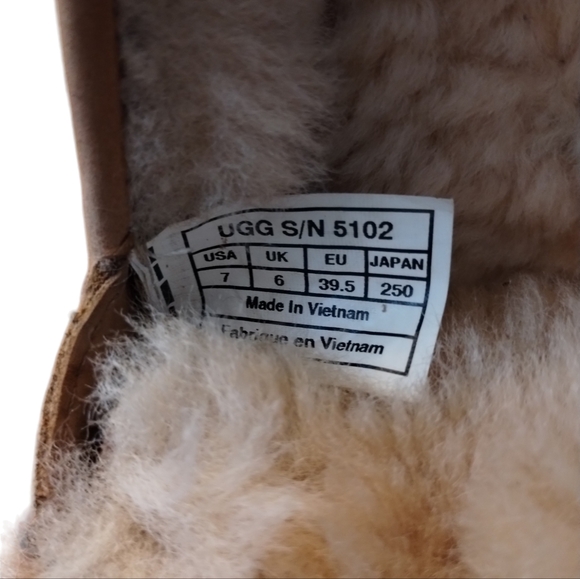 UGG S/N 5102
USA UK EU JAPAN
7 6 39.5 250
Made In Vietnam
Fabrique en Vietnam